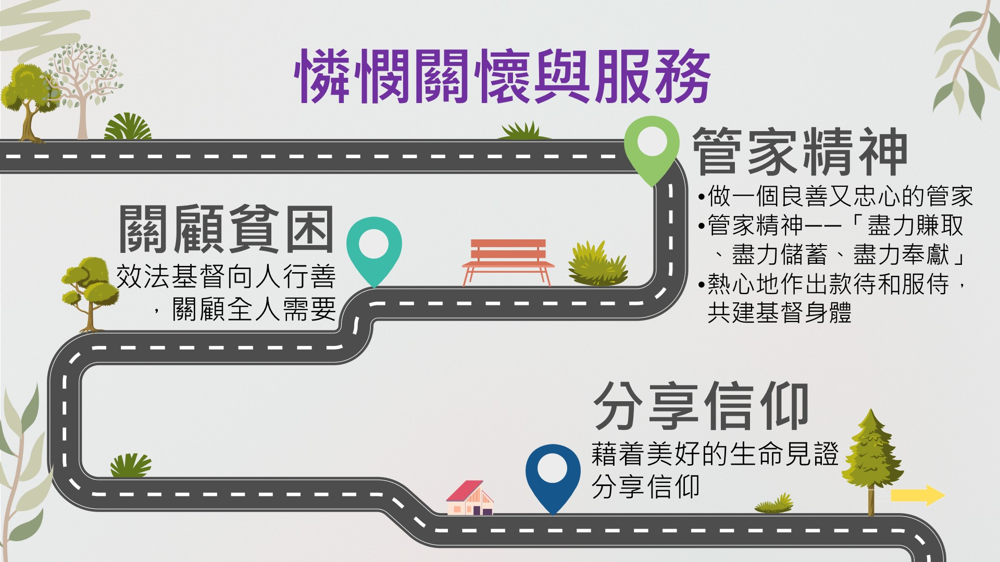 憐憫關懷與服務
管家精神
•做一個良善又忠心的管家
•管家精神——「盡力賺取
、盡力儲蓄、盡力奉獻」
•熱心地作出款待和服侍，
共建基督身體
關顧貧困
效法基督向人行善
，關顧全人需要
分享信仰
藉着美好的生命見證
分享信仰